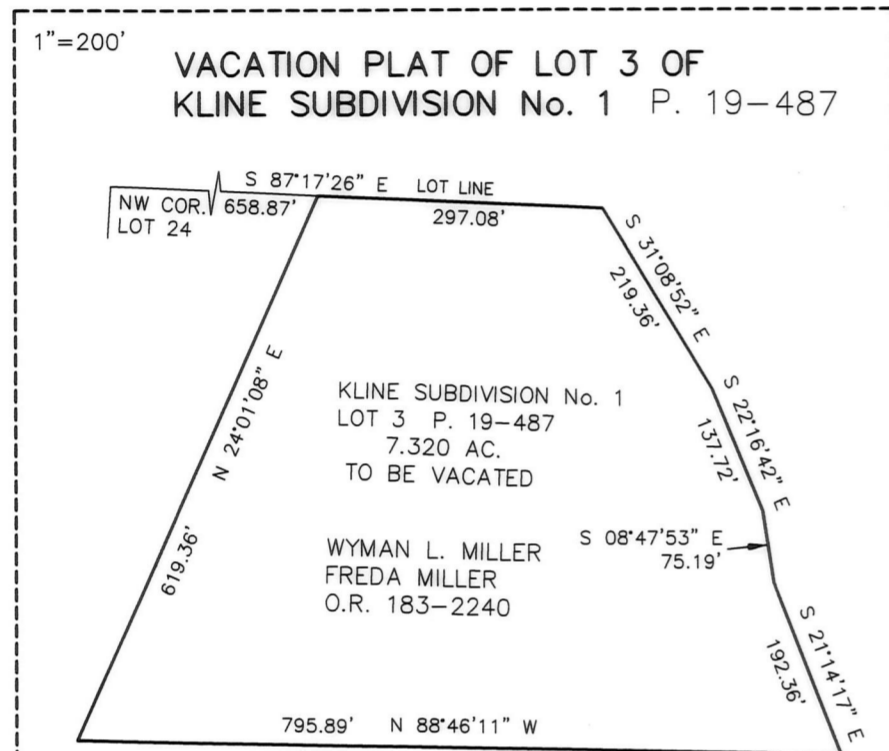 1"=200'
VACATION PLAT OF LOT 3 OF
KLINE SUBDIVISION No. 1 P. 19-487
S 87°17'26" E LOT LINE
NW COR. 658.87'
LOT 24
297.08'
S 31°08'52" E
219.36'
N 24°01'08" E
619.36'
KLINE SUBDIVISION No. 1
LOT 3 P. 19-487
7.320 AC.
TO BE VACATED
S 22°16'42" E
137.72'
WYMAN L. MILLER
FREDA MILLER
O.R. 183-2240
S 08°47'53" E
75.19'
S 21°14'17" E
192.36'
795.89' N 88°46'11" W